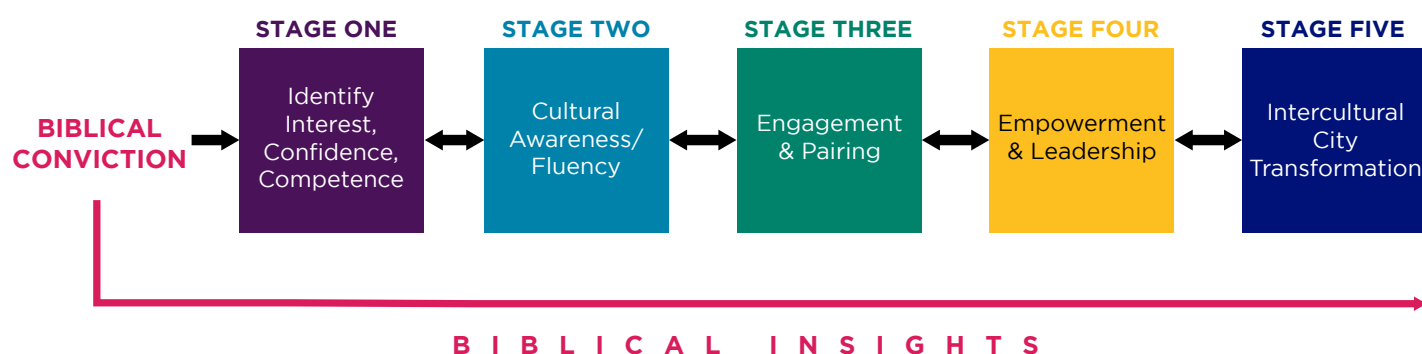 STAGE ONE
STAGE TWO
STAGE THREE
STAGE FOUR
STAGE FIVE
BIBLICAL
CONVICTION
Identify
Interest,
Confidence,
Competence
Cultural
Awareness/
Fluency
Engagement
& Pairing
Empowerment
& Leadership
Intercultural
City
Transformation
BIBLICAL INSIGHTS